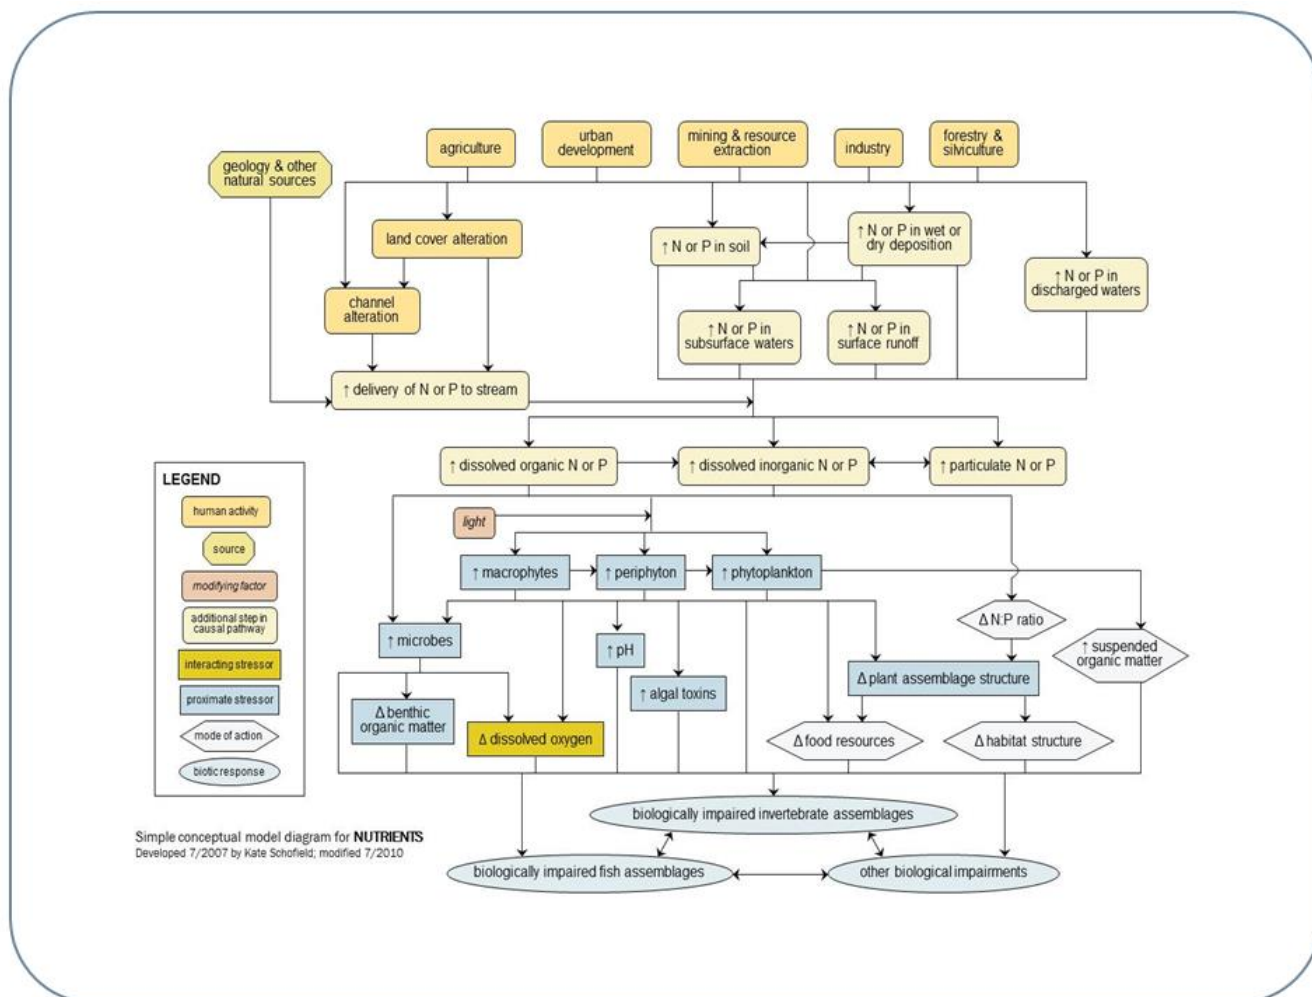 agriculture
urban
development
mining & resource
extraction
industry
forestry &
silviculture
geology & other
natural sources
land cover alteration
↑ N or P in soil
↑ N or P in wet or
dry deposition
↑ N or P in
discharged waters
channel
alteration
↑ N or P in
subsurface waters
↑ N or P in
surface runoff
↑ delivery of N or P to stream
↑ dissolved organic N or P
↑ dissolved inorganic N or P
↑ particulate N or P
LEGEND
human activity
source
modifying factor
additional step in
causal pathway
interacting stressor
proximate stressor
mode of action
biotic response
light
↑ macrophytes
↑ periphyton
↑ phytoplankton
Δ N:P ratio
↑ microbes
↑ pH
↑ suspended
organic matter
↑ algal toxins
Δ plant assemblage structure
Δ benthic
organic matter
Δ dissolved oxygen
Δ food resources
Δ habitat structure
biologically impaired invertebrate assemblages
biologically impaired fish assemblages
other biological impairments
Simple conceptual model diagram for NUTRIENTS
Developed 7/2007 by Kate Schofield; modified 7/2010